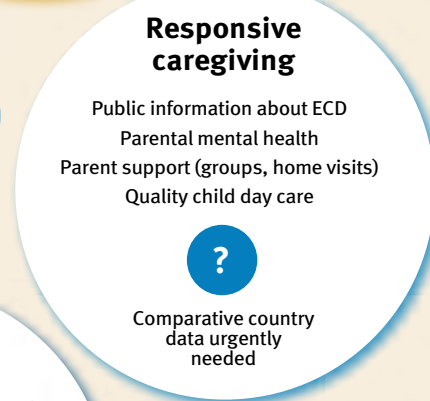 Responsive
caregiving
Public information about ECD
Parental mental health
Parent support (groups, home visits)
Quality child day care
?
Comparative country
data urgently
needed